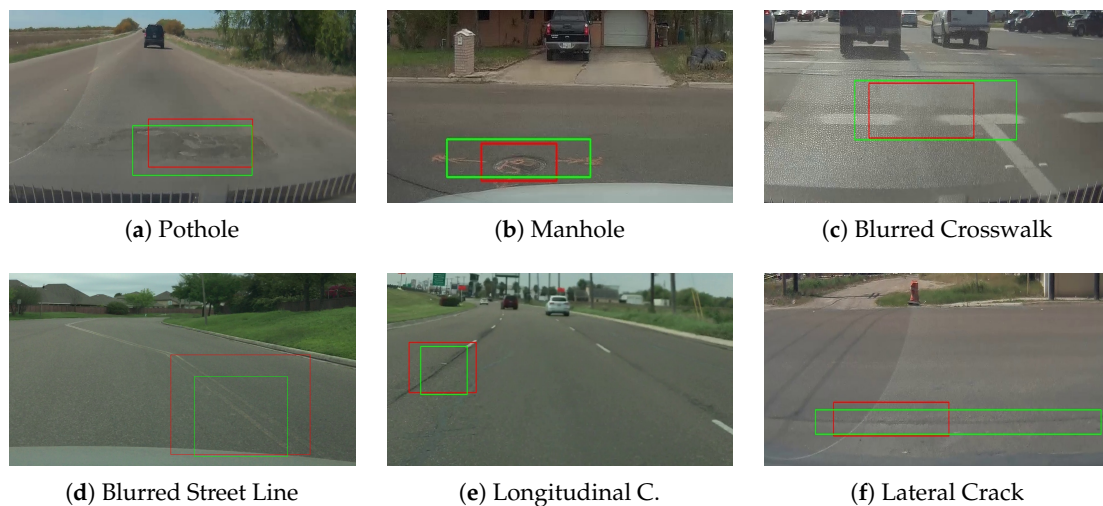 (a) Pothole
(b) Manhole
(c) Blurred Crosswalk
(d) Blurred Street Line
(e) Longitudinal C.
(f) Lateral Crack